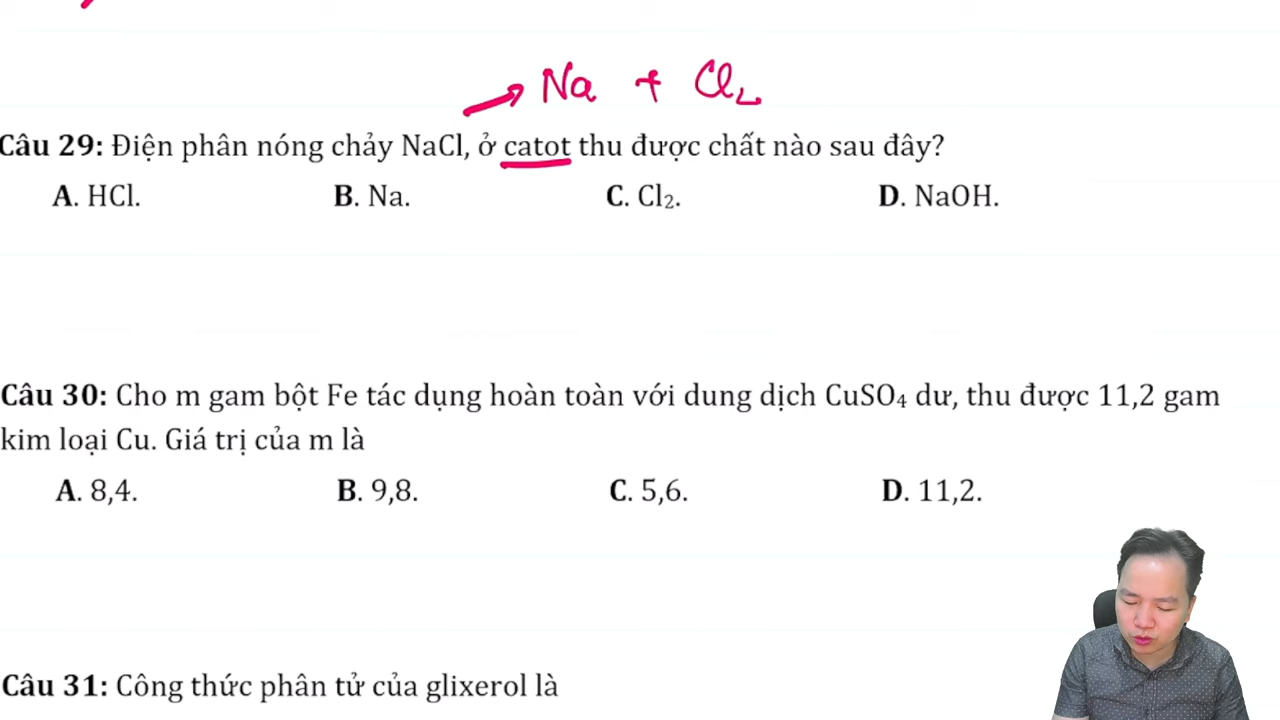 Na + Cl₂
Câu 29: Điện phân nóng chảy NaCl, ở catot thu được chất nào sau đây?
A. HCl. B. Na. C. Cl₂. D. NaOH.
Câu 30: Cho m gam bột Fe tác dụng hoàn toàn với dung dịch CuSO₄ dư, thu được 11,2 gam
kim loại Cu. Giá trị của m là
A. 8,4. B. 9,8. C. 5,6. D. 11,2.
Câu 31: Công thức phân tử của glixerol là